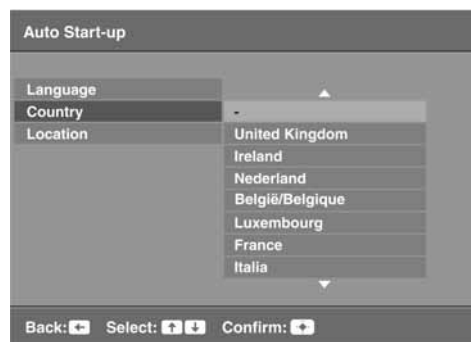 Auto Start-up
Language
Country
Location
-
United Kingdom
Ireland
Nederland
België/Belgique
Luxembourg
France
Italia
Back: Select: Confirm: